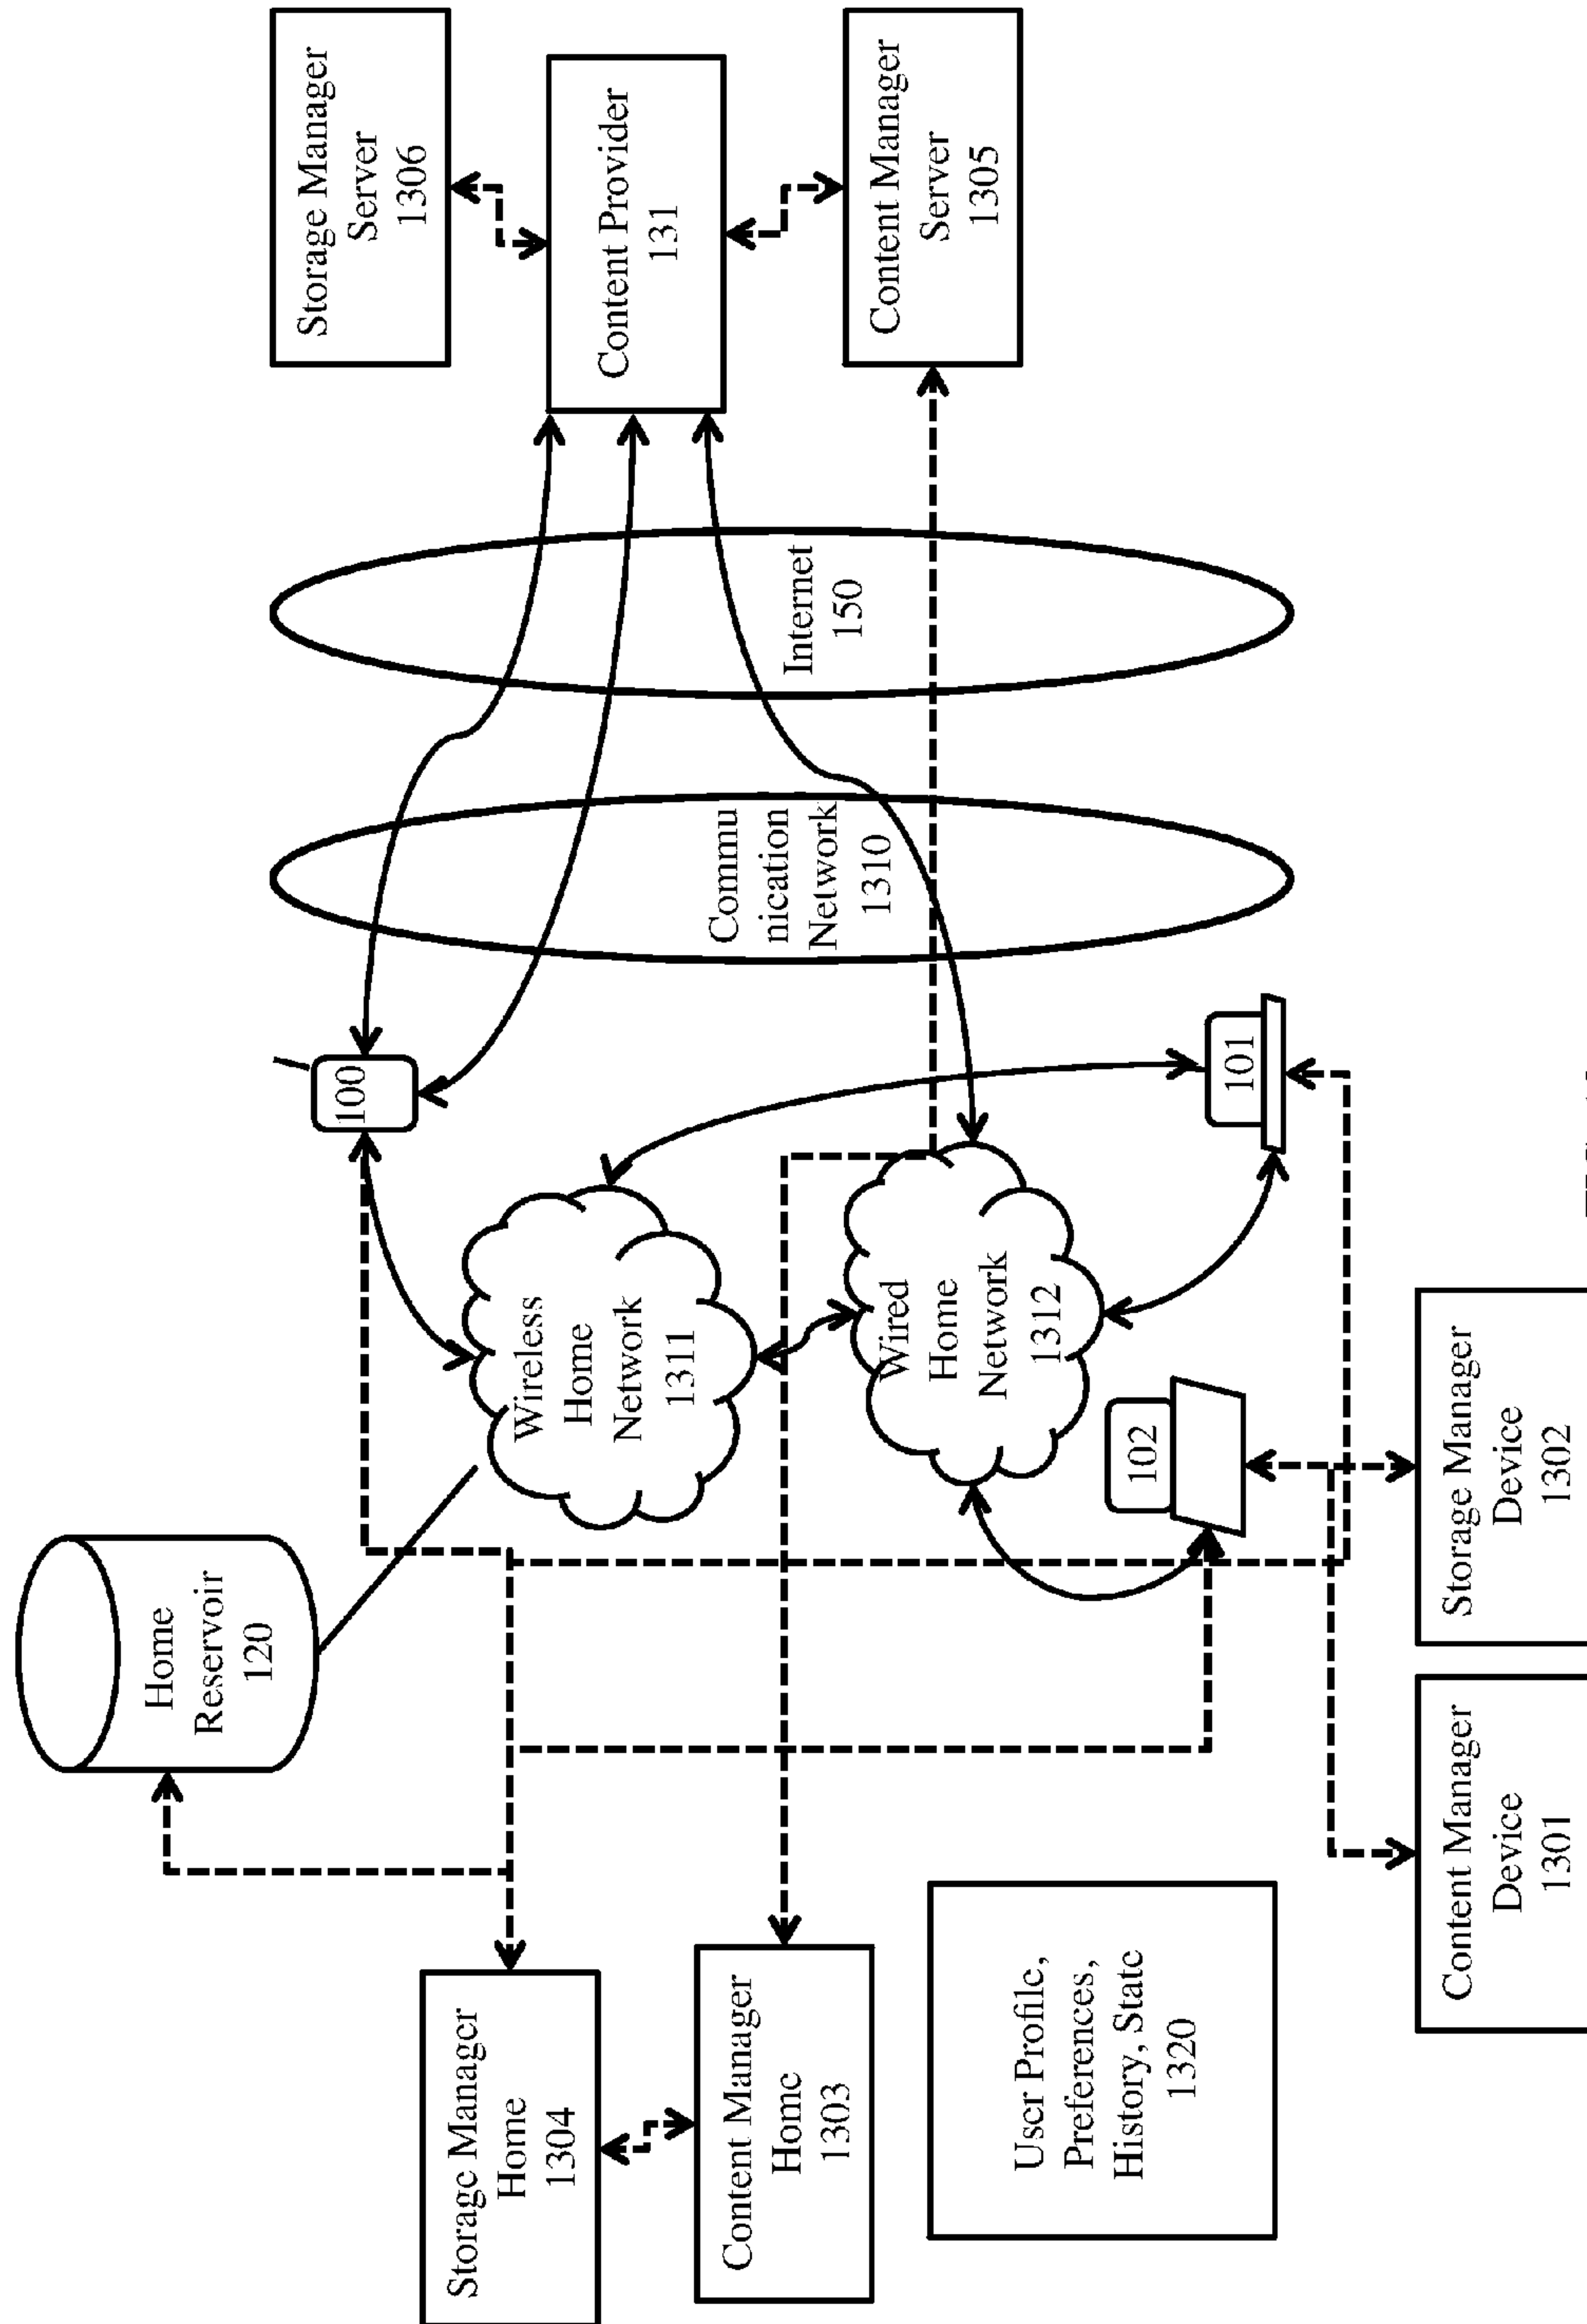 Storage Manager
Server
1306
Content Provider
131
Content Manager
Server
1305
Internet
150
Commu
nication
Network
1310
100
101
102
Wireless
Home
Network
1311
Wired
Home
Network
1312
Home
Reservoir
120
Storage Manager
Home
1304
Content Manager
Home
1303
User Profile,
Preferences,
History, State
1320
Storage Manager
Device
1302
Content Manager
Device
1301